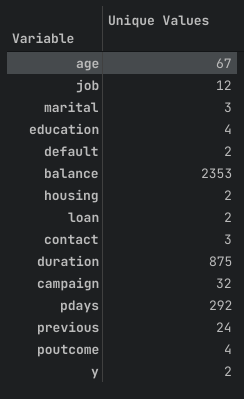 Unique Values
Variable
age 67
job 12
marital 3
education 4
default 2
balance 2353
housing 2
loan 2
contact 3
duration 875
campaign 32
pdays 292
previous 24
poutcome 4
y 2